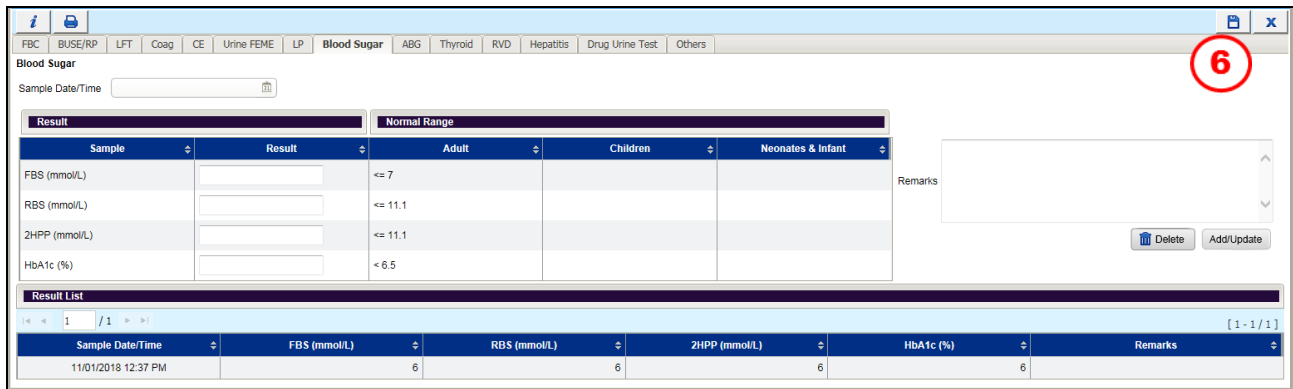 i
x
FBC BUSE/RP LFT Coag CE Urine FEME LP Blood Sugar ABG Thyroid RVD Hepatitis Drug Urine Test Others
6
Blood Sugar
Sample Date/Time
Result Normal Range
Sample Result Adult Children Neonates & Infant
FBS (mmol/L) <= 7
Remarks
RBS (mmol/L) <= 11.1
2HPP (mmol/L) <= 11.1
Delete Add/Update
HbA1c (%) < 6.5
Result List
1 / 1 [ 1 - 1 / 1 ]
Sample Date/Time FBS (mmol/L) RBS (mmol/L) 2HPP (mmol/L) HbA1c (%) Remarks
11/01/2018 12:37 PM 6 6 6 6